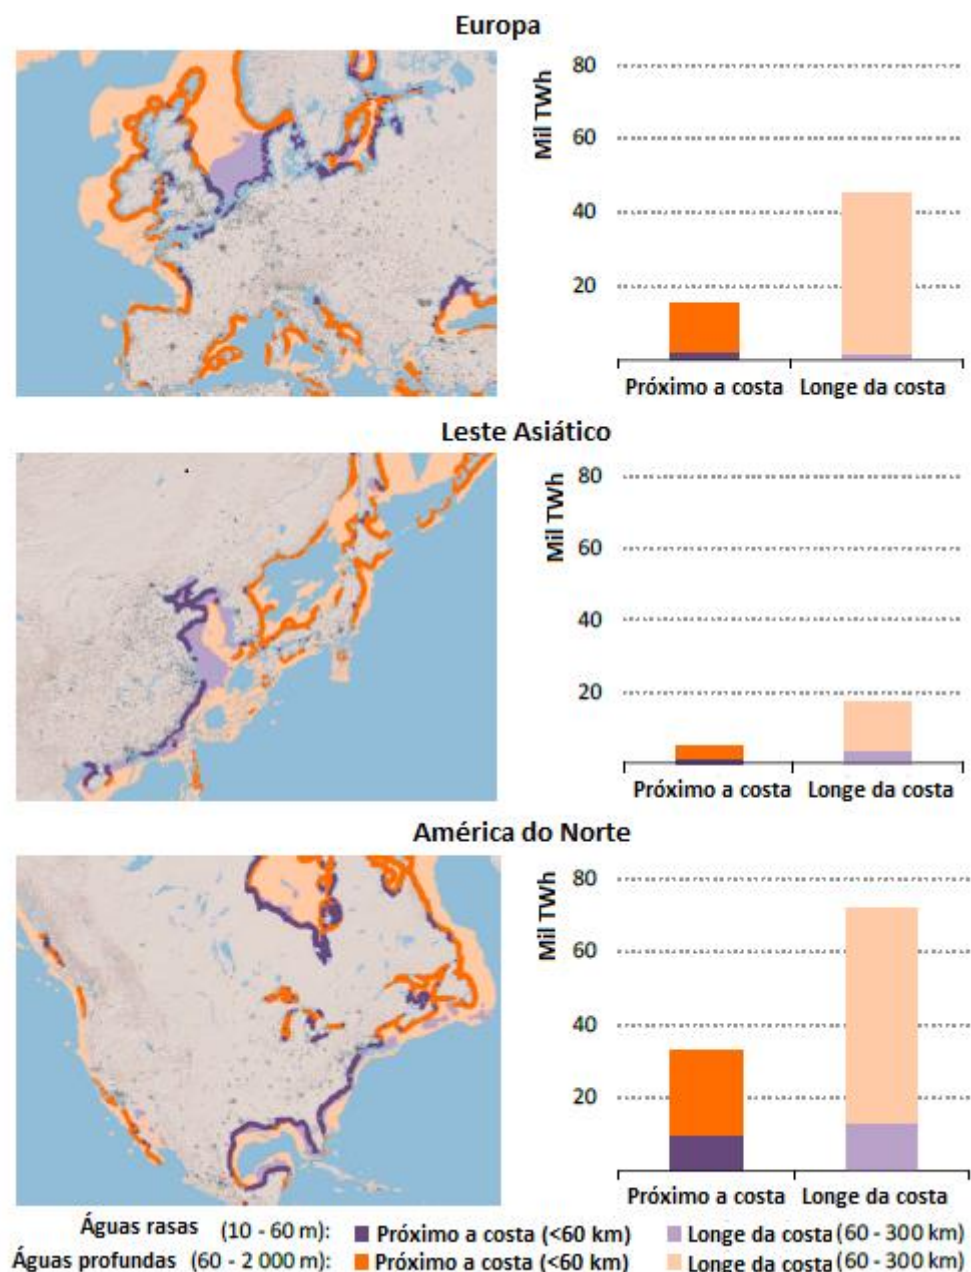 Europa
Mil TWh
80
60
40
20
Próximo a costa Longe da costa
Leste Asiático
Mil TWh
80
60
40
20
Próximo a costa Longe da costa
América do Norte
Mil TWh
80
60
40
20
Próximo a costa Longe da costa
Águas rasas (10 - 60 m): Próximo a costa (<60 km) Longe da costa (60 - 300 km)
Águas profundas (60 - 2 000 m): Próximo a costa (<60 km) Longe da costa (60 - 300 km)